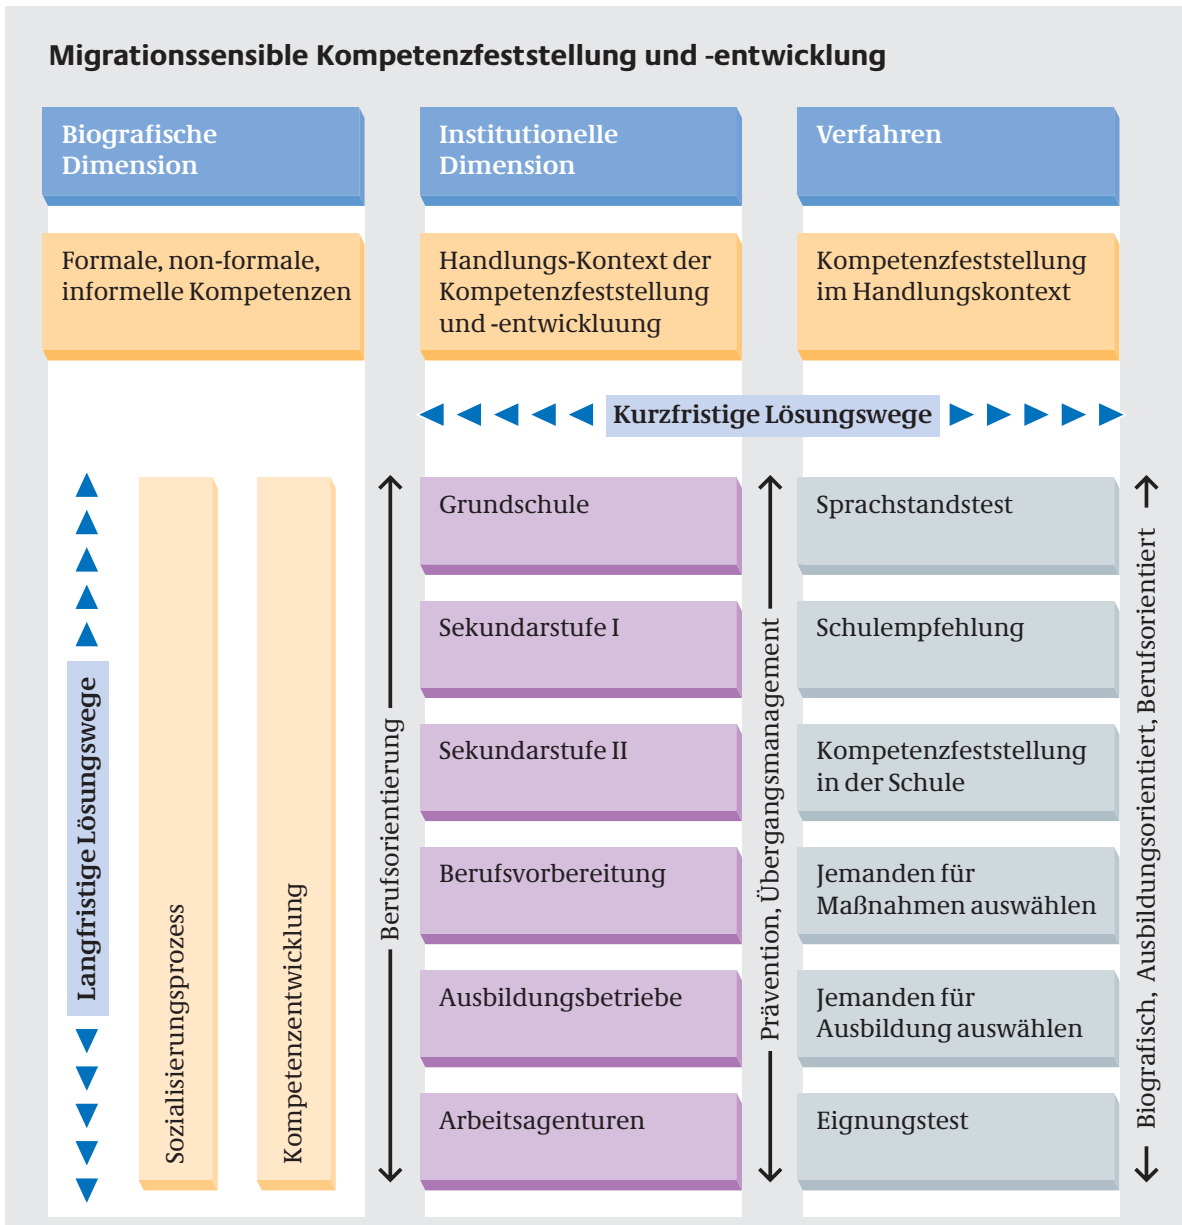 Migrationssensible Kompetenzfeststellung und -entwicklung
Biografische
Dimension
Institutionelle
Dimension
Verfahren
Formale, non-formale,
informelle Kompetenzen
Handlungs-Kontext der
Kompetenzfeststellung
und -entwickluung
Kompetenzfeststellung
im Handlungskontext
Kurzfristige Lösungswege
Langfristige Lösungswege
Sozialisierungsprozess
Kompetenzentwicklung
Berufsorientierung
Grundschule
Sekundarstufe I
Sekundarstufe II
Berufsvorbereitung
Ausbildungsbetriebe
Arbeitsagenturen
Prävention, Übergangsmanagement
Sprachstandstest
Schulempfehlung
Kompetenzfeststellung
in der Schule
Jemanden für
Maßnahmen auswählen
Jemanden für
Ausbildung auswählen
Eignungstest
Biografisch, Ausbildungsorientiert, Berufsorientiert